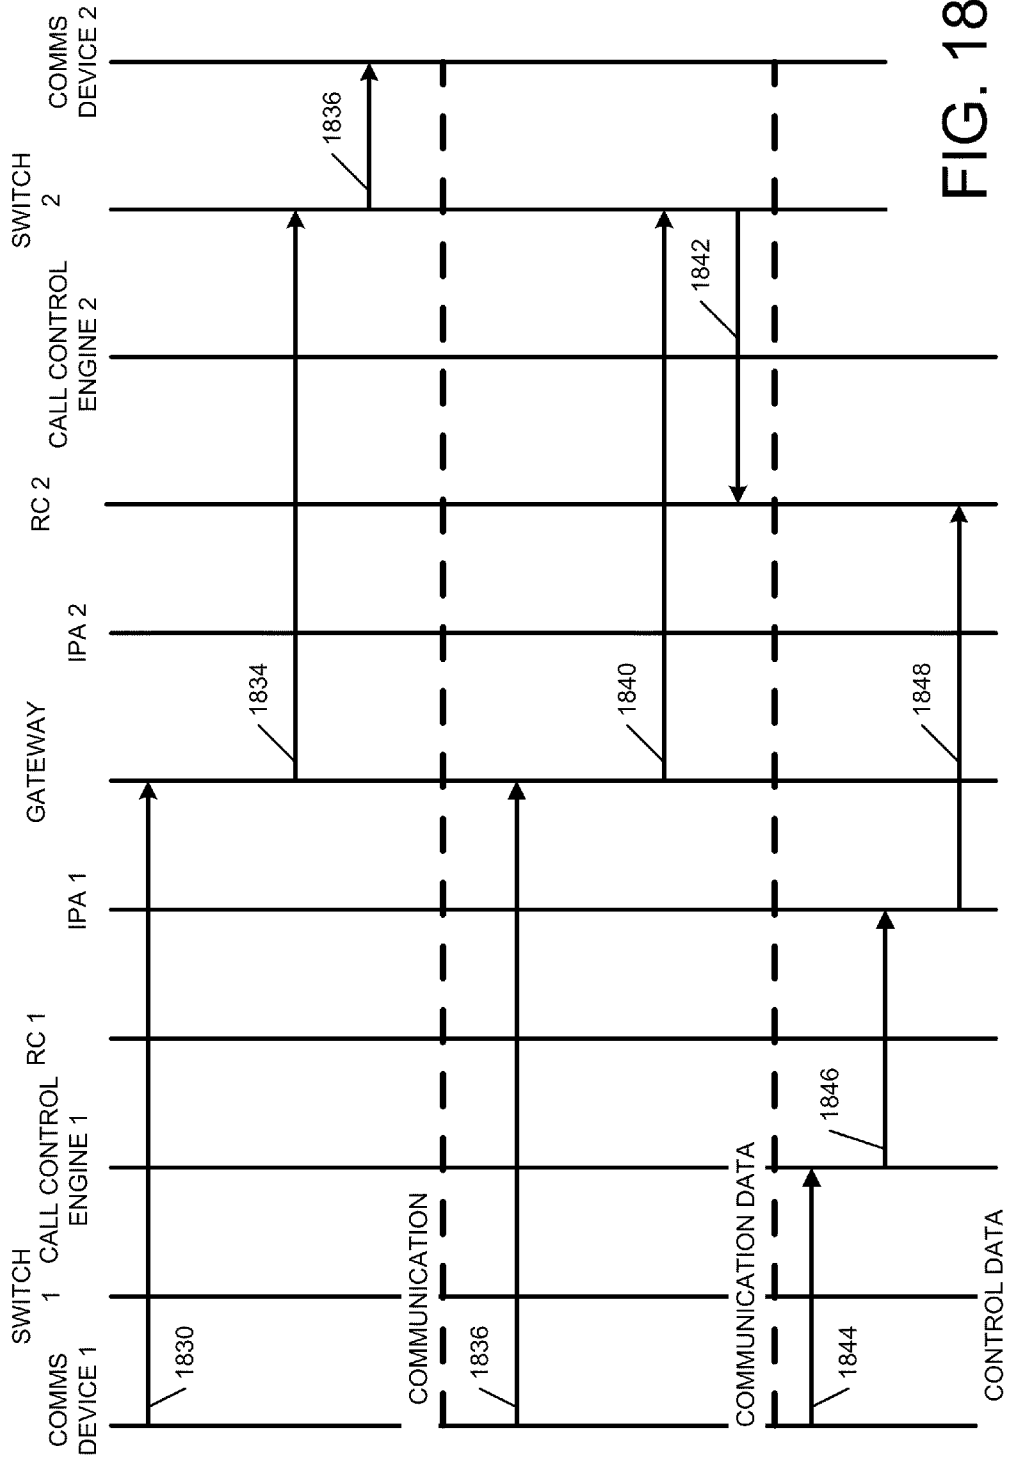 COMMS
DEVICE 1
SWITCH
1
CALL CONTROL
ENGINE 1
RC 1
IPA 1
GATEWAY
IPA 2
RC 2
CALL CONTROL
ENGINE 2
SWITCH
2
COMMS
DEVICE 2
1830
1834
1836
COMMUNICATION
1836
1840
1842
COMMUNICATION DATA
1844
1846
1848
CONTROL DATA
FIG. 18